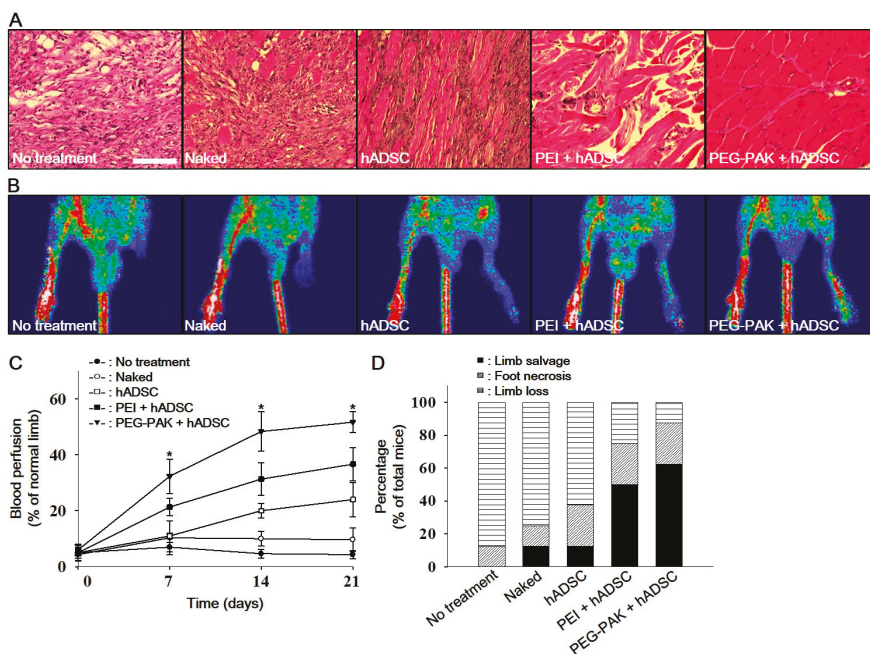 A
No treatment
Naked
hADSC
PEI + hADSC
PEG-PAK + hADSC
B
No treatment
Naked
hADSC
PEI + hADSC
PEG-PAK + hADSC
C
: No treatment
: Naked
: hADSC
: PEI + hADSC
: PEG-PAK + hADSC
Blood perfusion
(% of normal limb)
60
40
20
0
*
*
*
0
7
14
21
Time (days)
D
: Limb salvage
: Foot necrosis
: Limb loss
Percentage
(% of total mice)
100
80
60
40
20
0
No treatment
Naked
hADSC
PEI + hADSC
PEG-PAK + hADSC